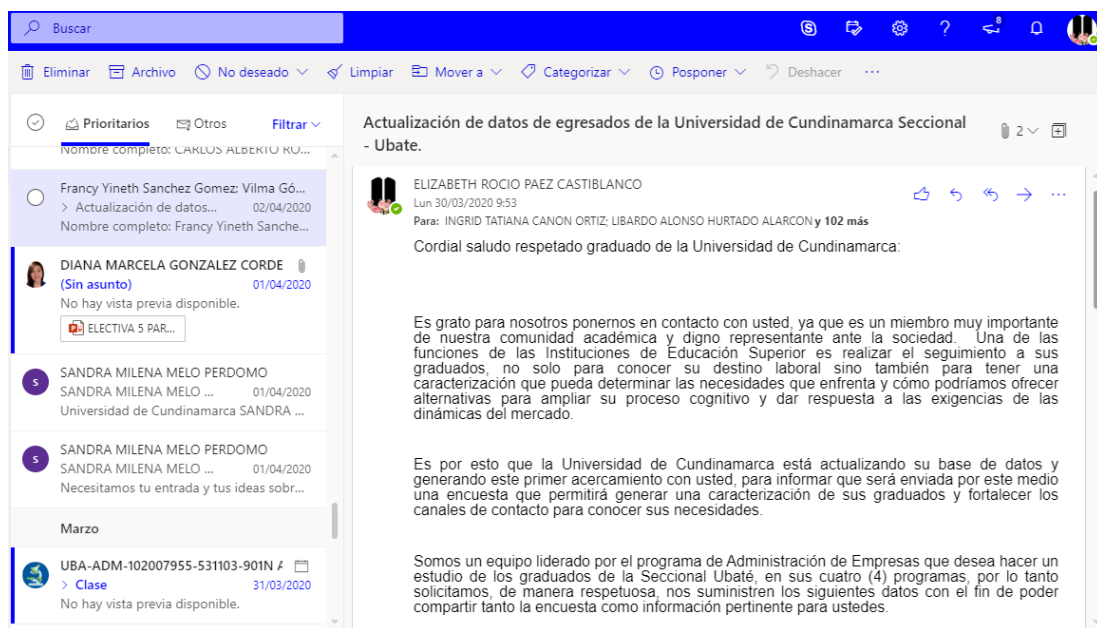 Buscar
8
Eliminar Archivo No deseado Limpiar Mover a Categorizar Posponer Deshacer ...
Prioritarios Otros Filtrar
Nombre completo: CARLOS ALBERTO RO...
Francy Yineth Sanchez Gomez; Vilma Gó...
> Actualización de datos... 02/04/2020
Nombre completo: Francy Yineth Sanche...
DIANA MARCELA GONZALEZ CORDE
(Sin asunto) 01/04/2020
No hay vista previa disponible.
ELECTIVA 5 PAR...
S
SANDRA MILENA MELO PERDOMO
SANDRA MILENA MELO ... 01/04/2020
Universidad de Cundinamarca SANDRA ...
S
SANDRA MILENA MELO PERDOMO
SANDRA MILENA MELO ... 01/04/2020
Necesitamos tu entrada y tus ideas sobr...
Marzo
UBA-ADM-102007955-531103-901N A
> Clase 31/03/2020
No hay vista previa disponible.
Actualización de datos de egresados de la Universidad de Cundinamarca Seccional
- Ubate.
2
ELIZABETH ROCIO PAEZ CASTIBLANCO
Lun 30/03/2020 9:53
Para: INGRID TATIANA CANON ORTIZ; LIBARDO ALONSO HURTADO ALARCON y 102 más
Cordial saludo respetado graduado de la Universidad de Cundinamarca:
Es grato para nosotros ponernos en contacto con usted, ya que es un miembro muy importante
de nuestra comunidad académica y digno representante ante la sociedad. Una de las
funciones de las Instituciones de Educación Superior es realizar el seguimiento a sus
graduados, no solo para conocer su destino laboral sino también para tener una
caracterización que pueda determinar las necesidades que enfrenta y cómo podríamos ofrecer
alternativas para ampliar su proceso cognitivo y dar respuesta a las exigencias de las
dinámicas del mercado.
Es por esto que la Universidad de Cundinamarca está actualizando su base de datos y
generando este primer acercamiento con usted, para informar que será enviada por este medio
una encuesta que permitirá generar una caracterización de sus graduados y fortalecer los
canales de contacto para conocer sus necesidades.
Somos un equipo liderado por el programa de Administración de Empresas que desea hacer un
estudio de los graduados de la Seccional Ubaté, en sus cuatro (4) programas, por lo tanto
solicitamos, de manera respetuosa, nos suministren los siguientes datos con el fin de poder
compartir tanto la encuesta como información pertinente para ustedes.